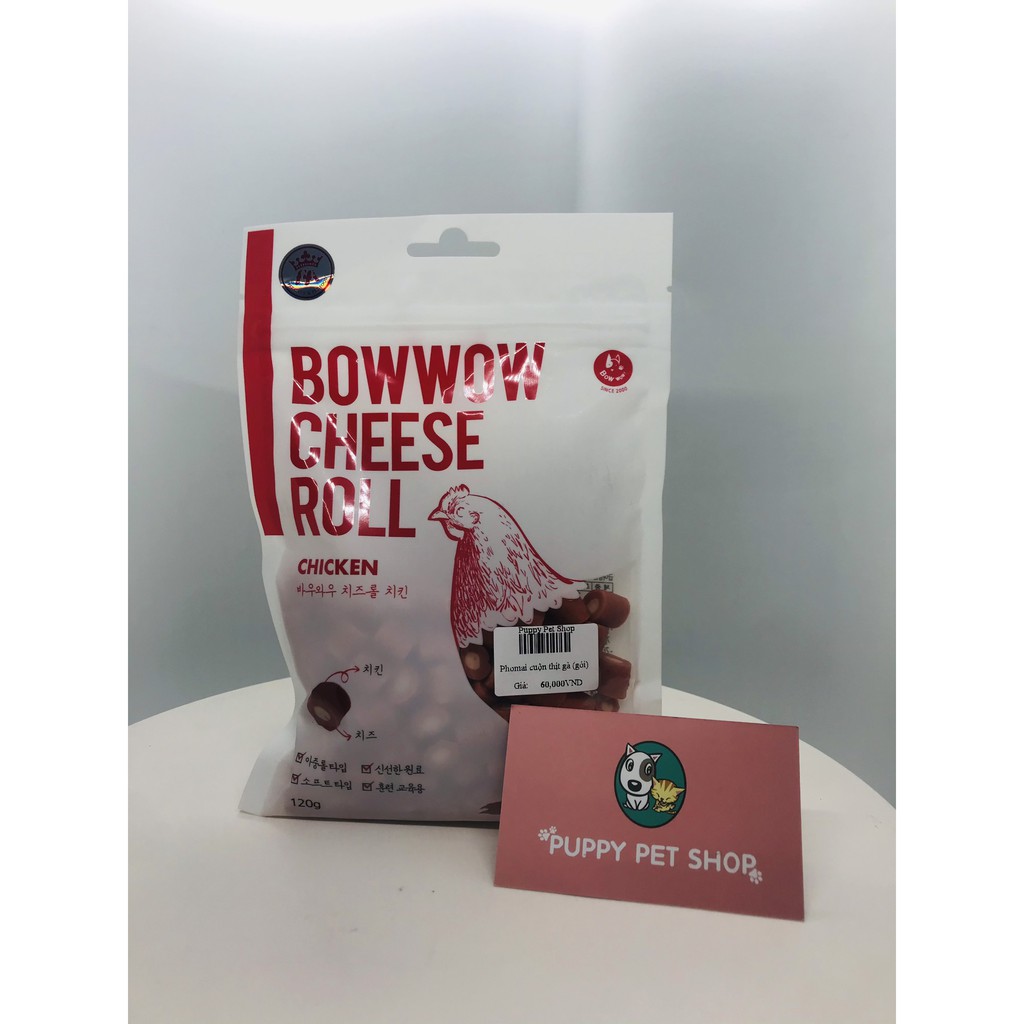 BOWWOW
CHEESE
ROLL
Bow wow
SINCE 2000
CHICKEN
바우와우 치즈롤 치킨
치킨
치즈
이중롤타입
신선한 원료
소프트타입
훈련 교육용
120g
Puppy Pet Shop
Phomai cuộn thịt gà (gói)
Giá: 60,000VND
PUPPY PET SHOP